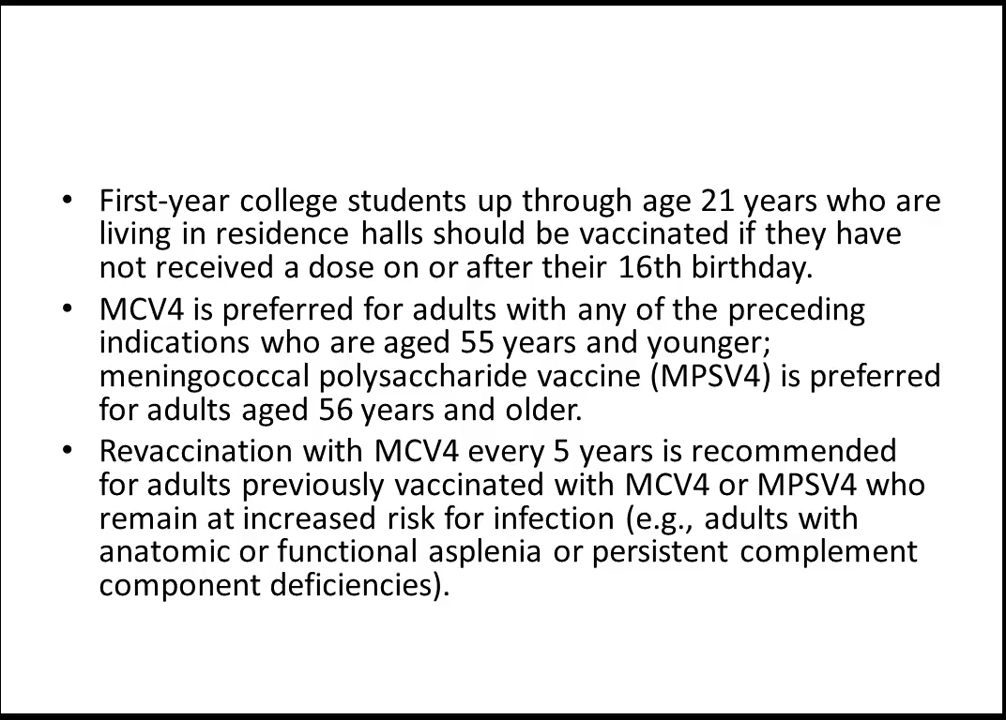 • First-year college students up through age 21 years who are
living in residence halls should be vaccinated if they have
not received a dose on or after their 16th birthday.
• MCV4 is preferred for adults with any of the preceding
indications who are aged 55 years and younger;
meningococcal polysaccharide vaccine (MPSV4) is preferred
for adults aged 56 years and older.
• Revaccination with MCV4 every 5 years is recommended
for adults previously vaccinated with MCV4 or MPSV4 who
remain at increased risk for infection (e.g., adults with
anatomic or functional asplenia or persistent complement
component deficiencies).